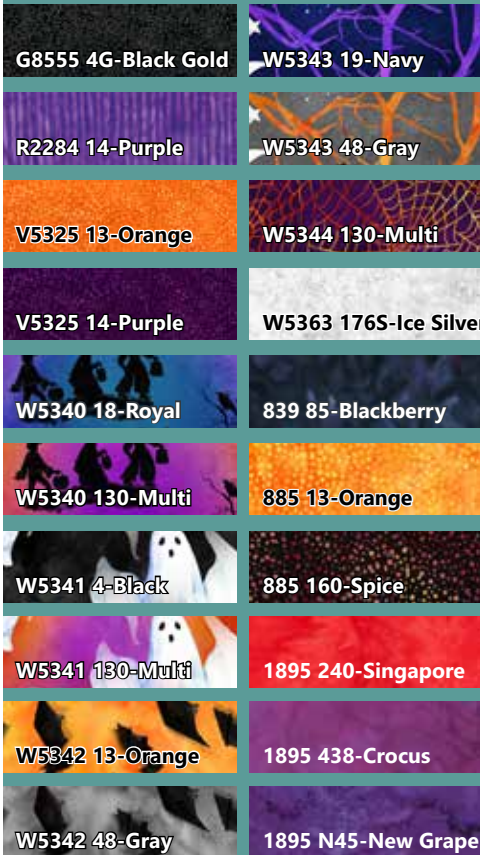 G8555 4G-Black Gold
R2284 14-Purple
V5325 13-Orange
V5325 14-Purple
W5340 18-Royal
W5340 130-Multi
W5341 4-Black
W5341 130-Multi
W5342 13-Orange
W5342 48-Gray
W5343 19-Navy
W5343 48-Gray
W5344 130-Multi
W5363 176S-Ice Silver
839 85-Blackberry
885 13-Orange
885 160-Spice
1895 240-Singapore
1895 438-Crocus
1895 N45-New Grape